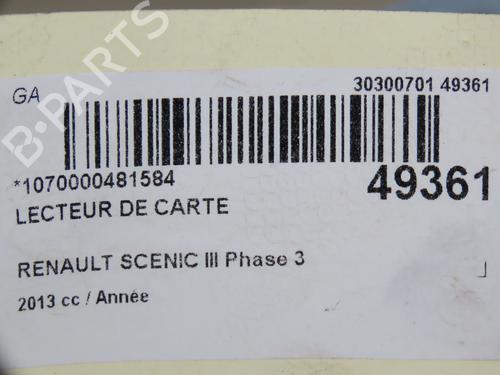 GA
30300701 49361
*1070000481584
49361
LECTEUR DE CARTE
RENAULT SCENIC III Phase 3
2013 cc / Année
B-PARTS